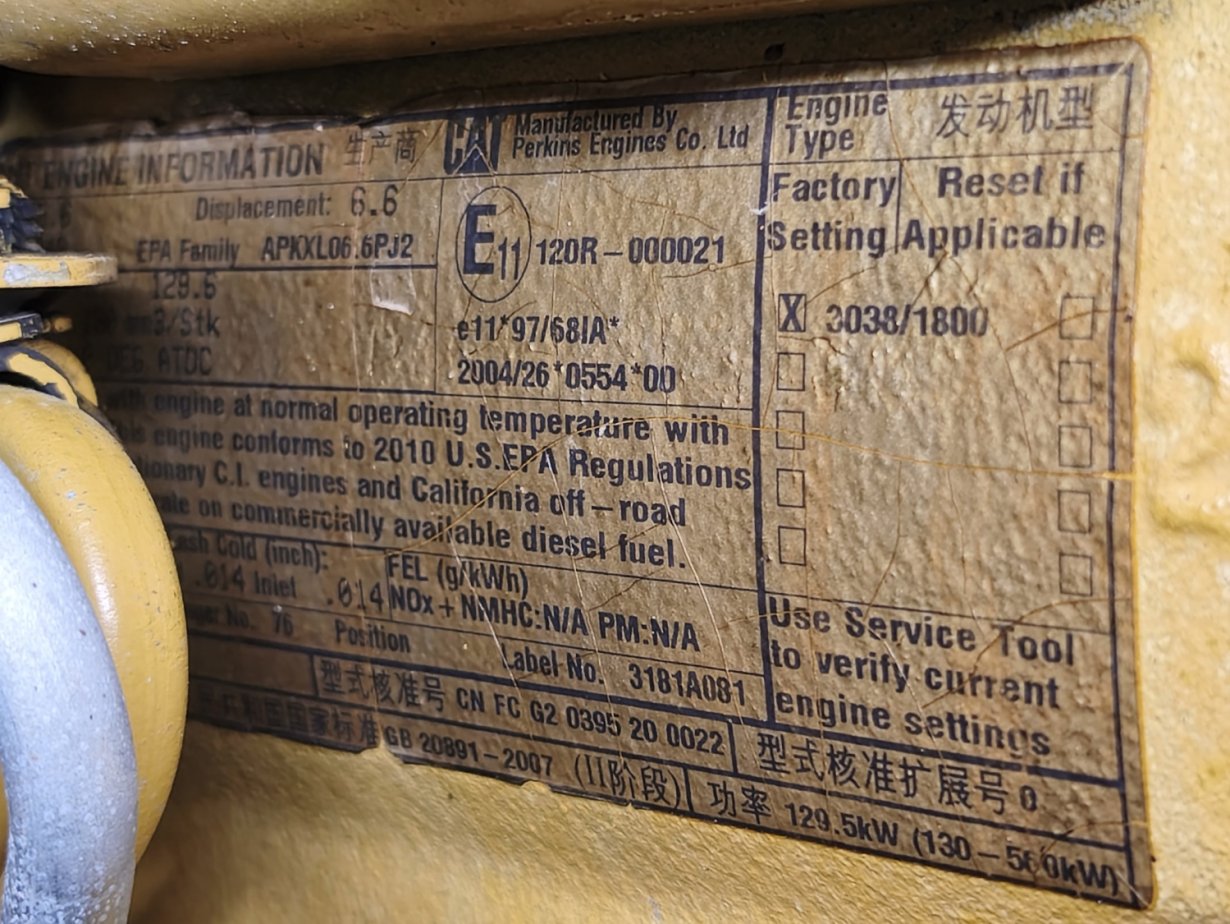 ENGINE INFORMATION 生产商 CAT Manufactured By
Perkins Engines Co. Ltd
Displacement: 6.6
EPA Family APKXL06.6PJ2
129.6
mm3/Stk
DEG ATDC
E11 120R-000021
e11*97/68IA*
2004/26*0554*00
with engine at normal operating temperature with
engine conforms to 2010 U.S.EPA Regulations
C.I. engines and California off-road
on commercially available diesel fuel.
Lash Cold (inch):
.014 Inlet .014
FEL (g/kWh)
NOx+NMHC:N/A PM:N/A
No. 76 Position Label No. 3181A081
型式核准号 CN FC G2 0395 20 0022
国国家标准GB 20891-2007 (II阶段)
Engine
Type 发动机型
Factory
Setting
Reset if
Applicable
X 3038/1800
Use Service Tool
to verify current
engine settings
型式核准扩展号 0
功率 129.5kW (130-560kW)